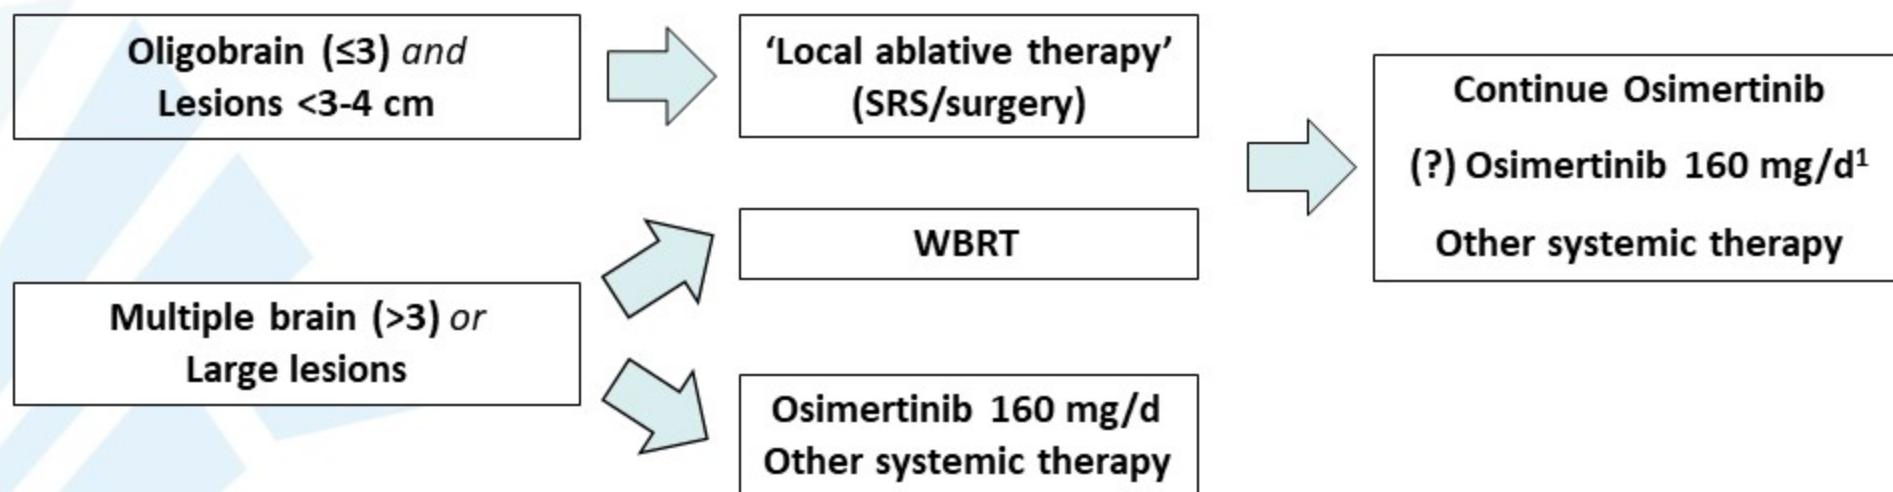 Oligobrain (≤3) and
Lesions <3-4 cm
‘Local ablative therapy’
(SRS/surgery)
Continue Osimertinib
(?) Osimertinib 160 mg/d¹
Other systemic therapy
WBRT
Multiple brain (>3) or
Large lesions
Osimertinib 160 mg/d
Other systemic therapy